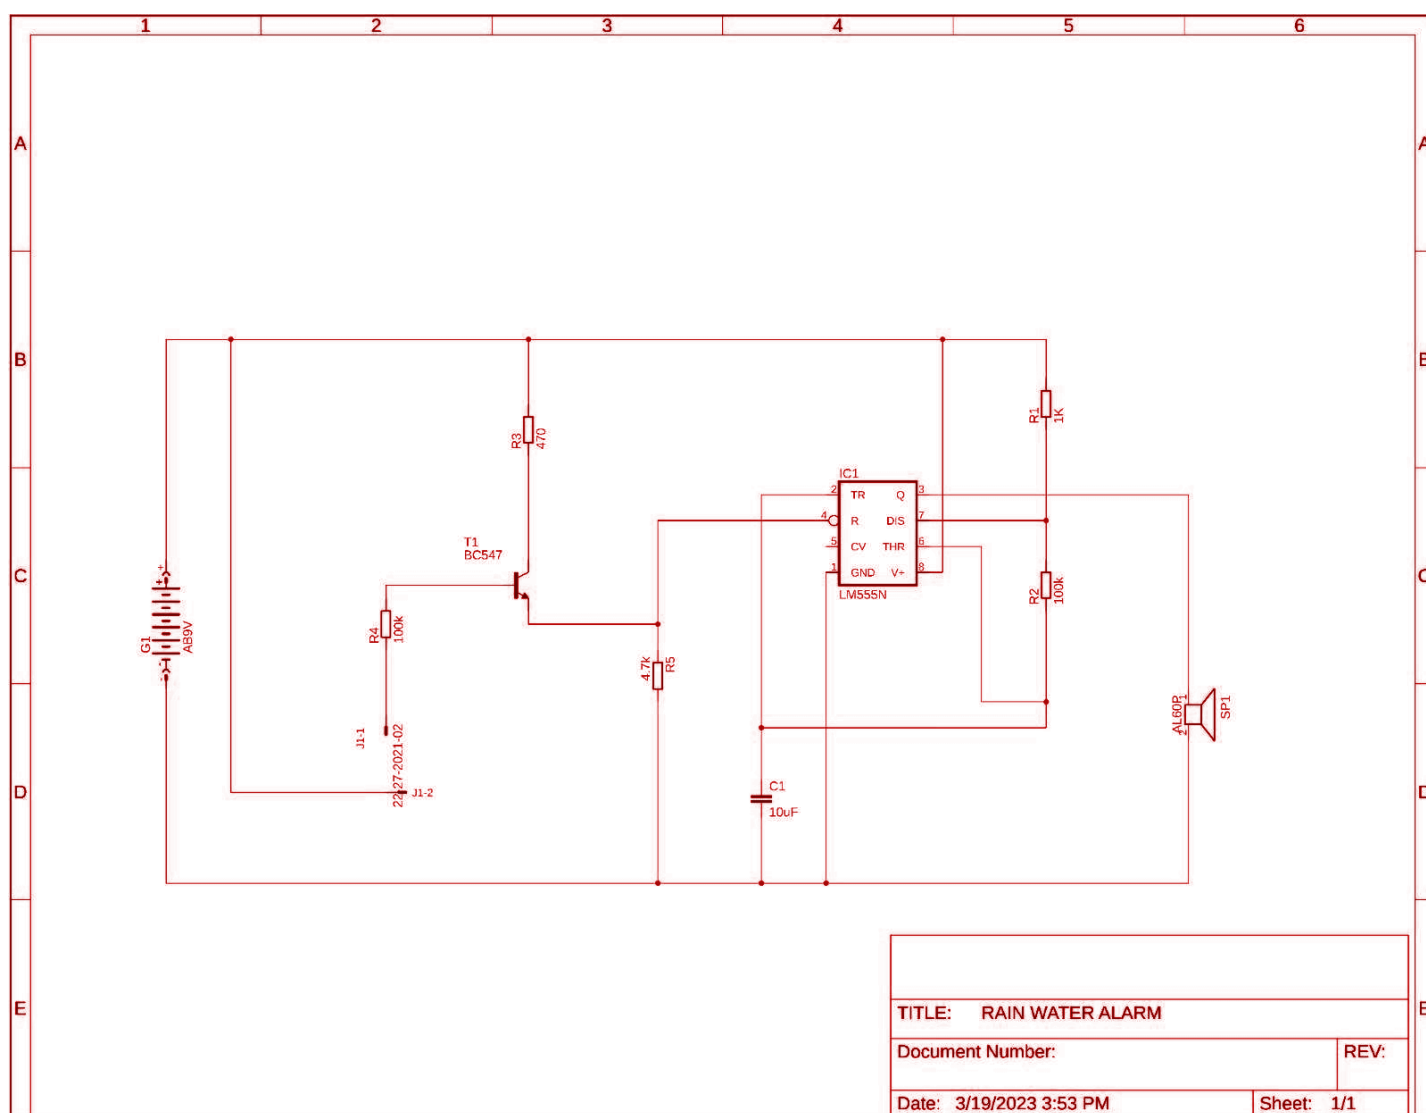 1 2 3 4 5 6
A A
B B
R3
470
R1
1K
IC1
2 TR Q 3
4 R DIS 7
5 CV THR 6
1 GND V+ 8
LM555N
T1
BC547
C C
+
+
G1
AB9V
-
-
R4
100k
R2
100k
4.7k
R5
J1-1
22-27-2021-02
J1-2
AL60P
1
2
SP1
D D
C1
10uF
E E
TITLE: RAIN WATER ALARM
Document Number:
REV:
Date: 3/19/2023 3:53 PM
Sheet: 1/1